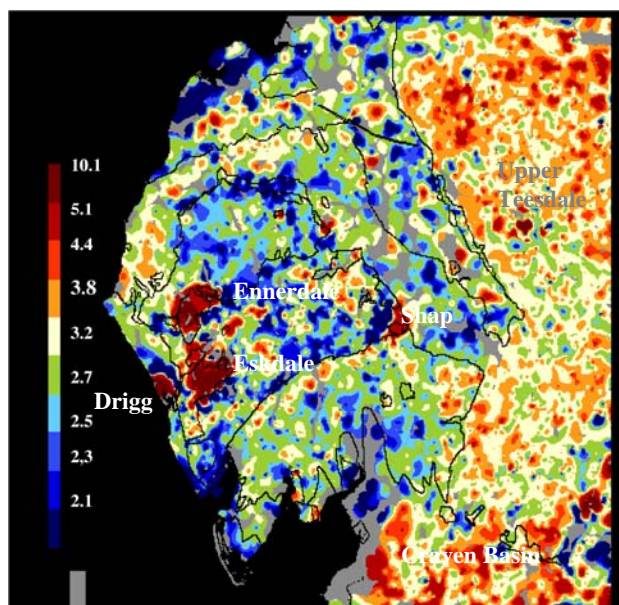 10.1
5.1
4.4
3.8
3.2
2.7
2.5
2,3
2.1
Upper
Teesdale
Ennerdale
Shap
Eskdale
Drigg
Craven Basin